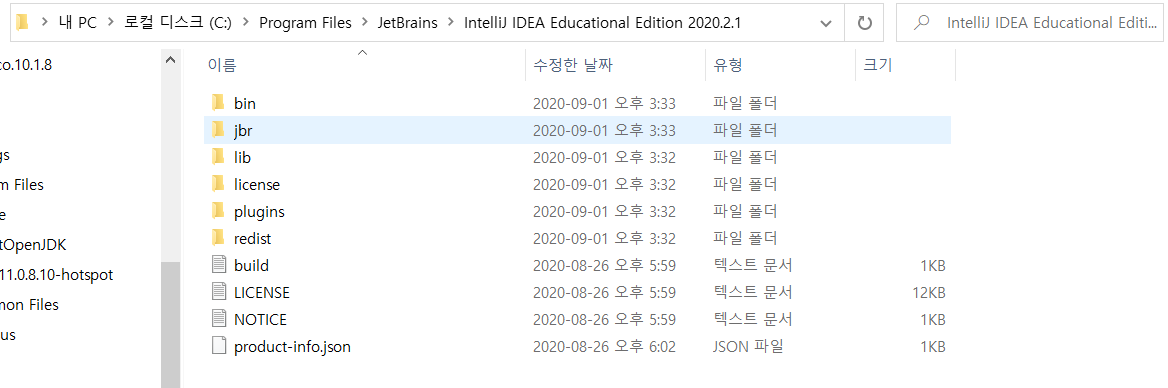 내 PC > 로컬 디스크 (C:) > Program Files > JetBrains > IntelliJ IDEA Educational Edition 2020.2.1
IntelliJ IDEA Educational Editi...
co.10.1.8
gs
m Files
e
tOpenJDK
11.0.8.10-hotspot
mon Files
us
이름 수정한 날짜 유형 크기
bin 2020-09-01 오후 3:33 파일 폴더
jbr 2020-09-01 오후 3:33 파일 폴더
lib 2020-09-01 오후 3:32 파일 폴더
license 2020-09-01 오후 3:32 파일 폴더
plugins 2020-09-01 오후 3:32 파일 폴더
redist 2020-09-01 오후 3:32 파일 폴더
build 2020-08-26 오후 5:59 텍스트 문서 1KB
LICENSE 2020-08-26 오후 5:59 텍스트 문서 12KB
NOTICE 2020-08-26 오후 5:59 텍스트 문서 1KB
product-info.json 2020-08-26 오후 6:02 JSON 파일 1KB